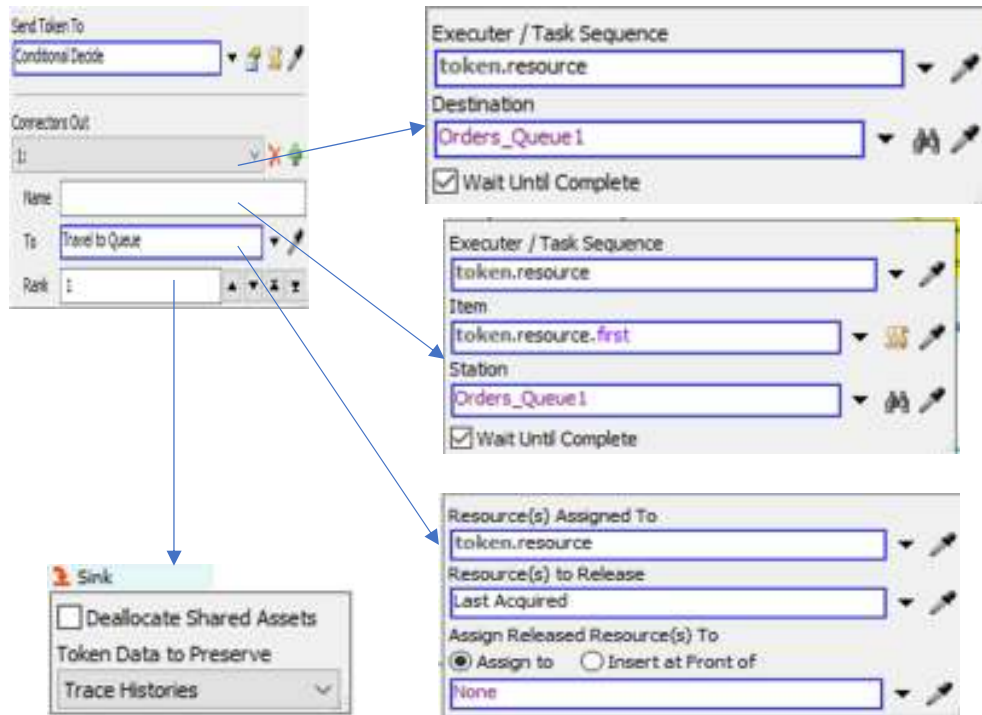 Send Token To
Conditional Decide
Connectors Out
1:
Name
To
Travel to Queue
Rank
1
Executer / Task Sequence
token.resource
Destination
Orders_Queue1
Wait Until Complete
Executer / Task Sequence
token.resource
Item
token.resource.first
Station
Orders_Queue1
Wait Until Complete
Sink
Deallocate Shared Assets
Token Data to Preserve
Trace Histories
Resource(s) Assigned To
token.resource
Resource(s) to Release
Last Acquired
Assign Released Resource(s) To
Assign to Insert at Front of
None